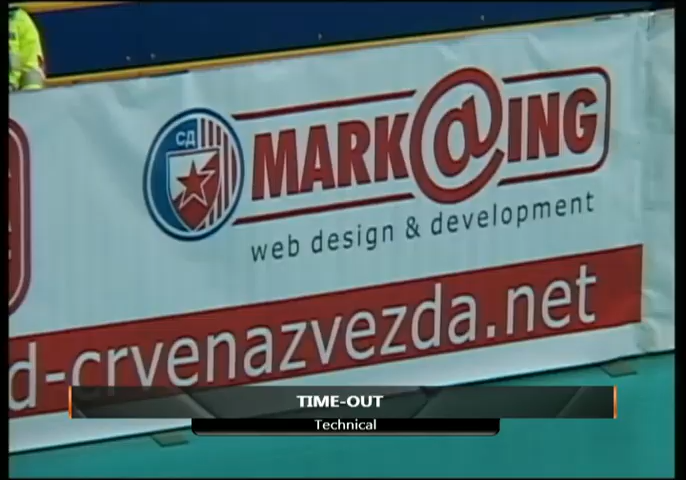 СД
MARK@ING
web design & development
d-crvenazvezda.net
TIME-OUT
Technical